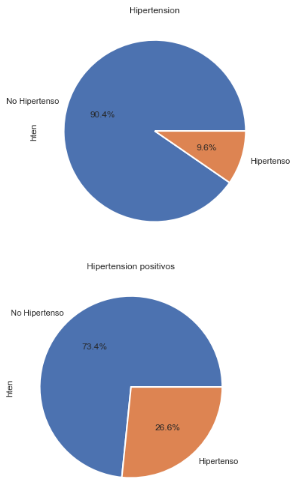 Hipertension
No Hipertenso
90.4%
hten
9.6%
Hipertenso
Hipertension positivos
No Hipertenso
73.4%
hten
26.6%
Hipertenso